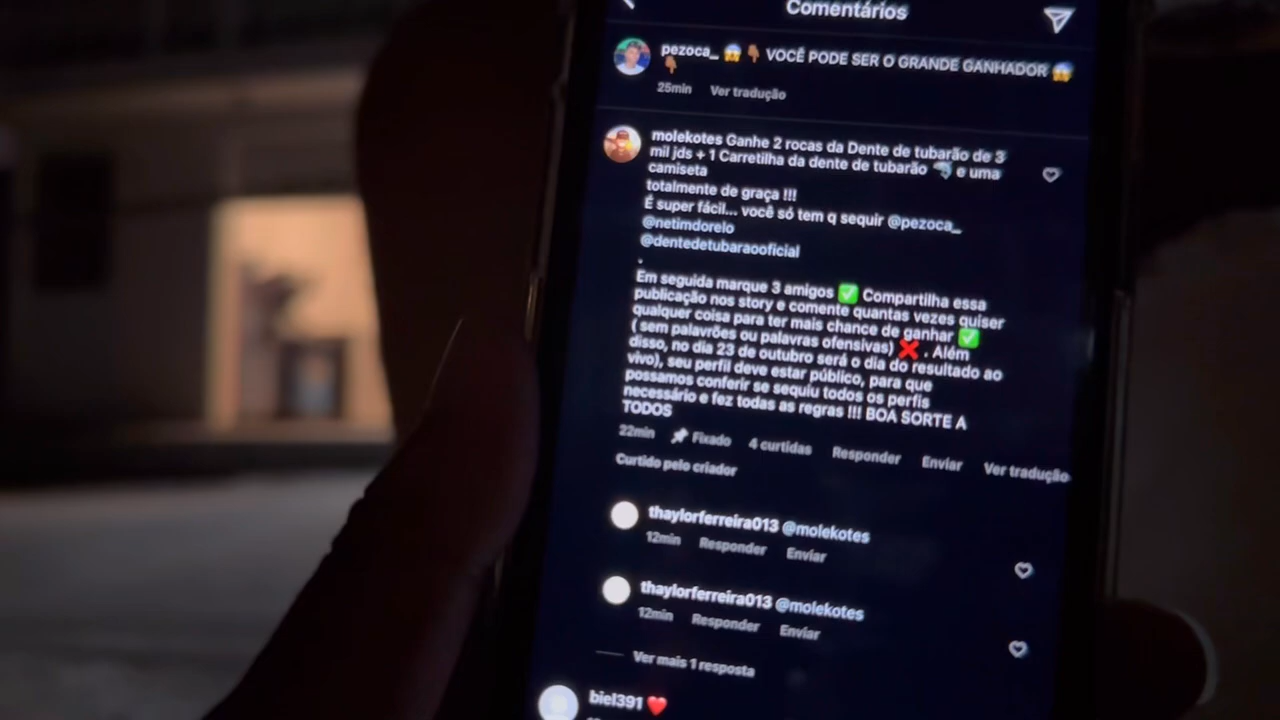 Comentários
pezoca_ 😱👇🏾 VOCÊ PODE SER O GRANDE GANHADOR 😱
👇🏾
25min Ver tradução
molekotes Ganhe 2 rocas da Dente de tubarão de 3
mil jds + 1 Carretilha da dente de tubarão 🦈 e uma
camiseta
totalmente de graça !!!
É super fácil... você só tem q sequir @pezoca_
@netimdorelo
@dentedetubaraooficial
.
Em seguida marque 3 amigos ✅ Compartilha essa
publicação nos story e comente quantas vezes quiser
qualquer coisa para ter mais chance de ganhar ✅
( sem palavrões ou palavras ofensivas) ❌ . Além
disso, no dia 23 de outubro será o dia do resultado ao
vivo), seu perfil deve estar público, para que
possamos conferir se sequiu todos os perfis
necessário e fez todas as regras !!! BOA SORTE A
TODOS
22min 📌 Fixado 4 curtidas Responder Enviar Ver tradução
Curtido pelo criador
thaylorferreira013 @molekotes
12min Responder Enviar
thaylorferreira013 @molekotes
12min Responder Enviar
Ver mais 1 resposta
biel391 ❤️